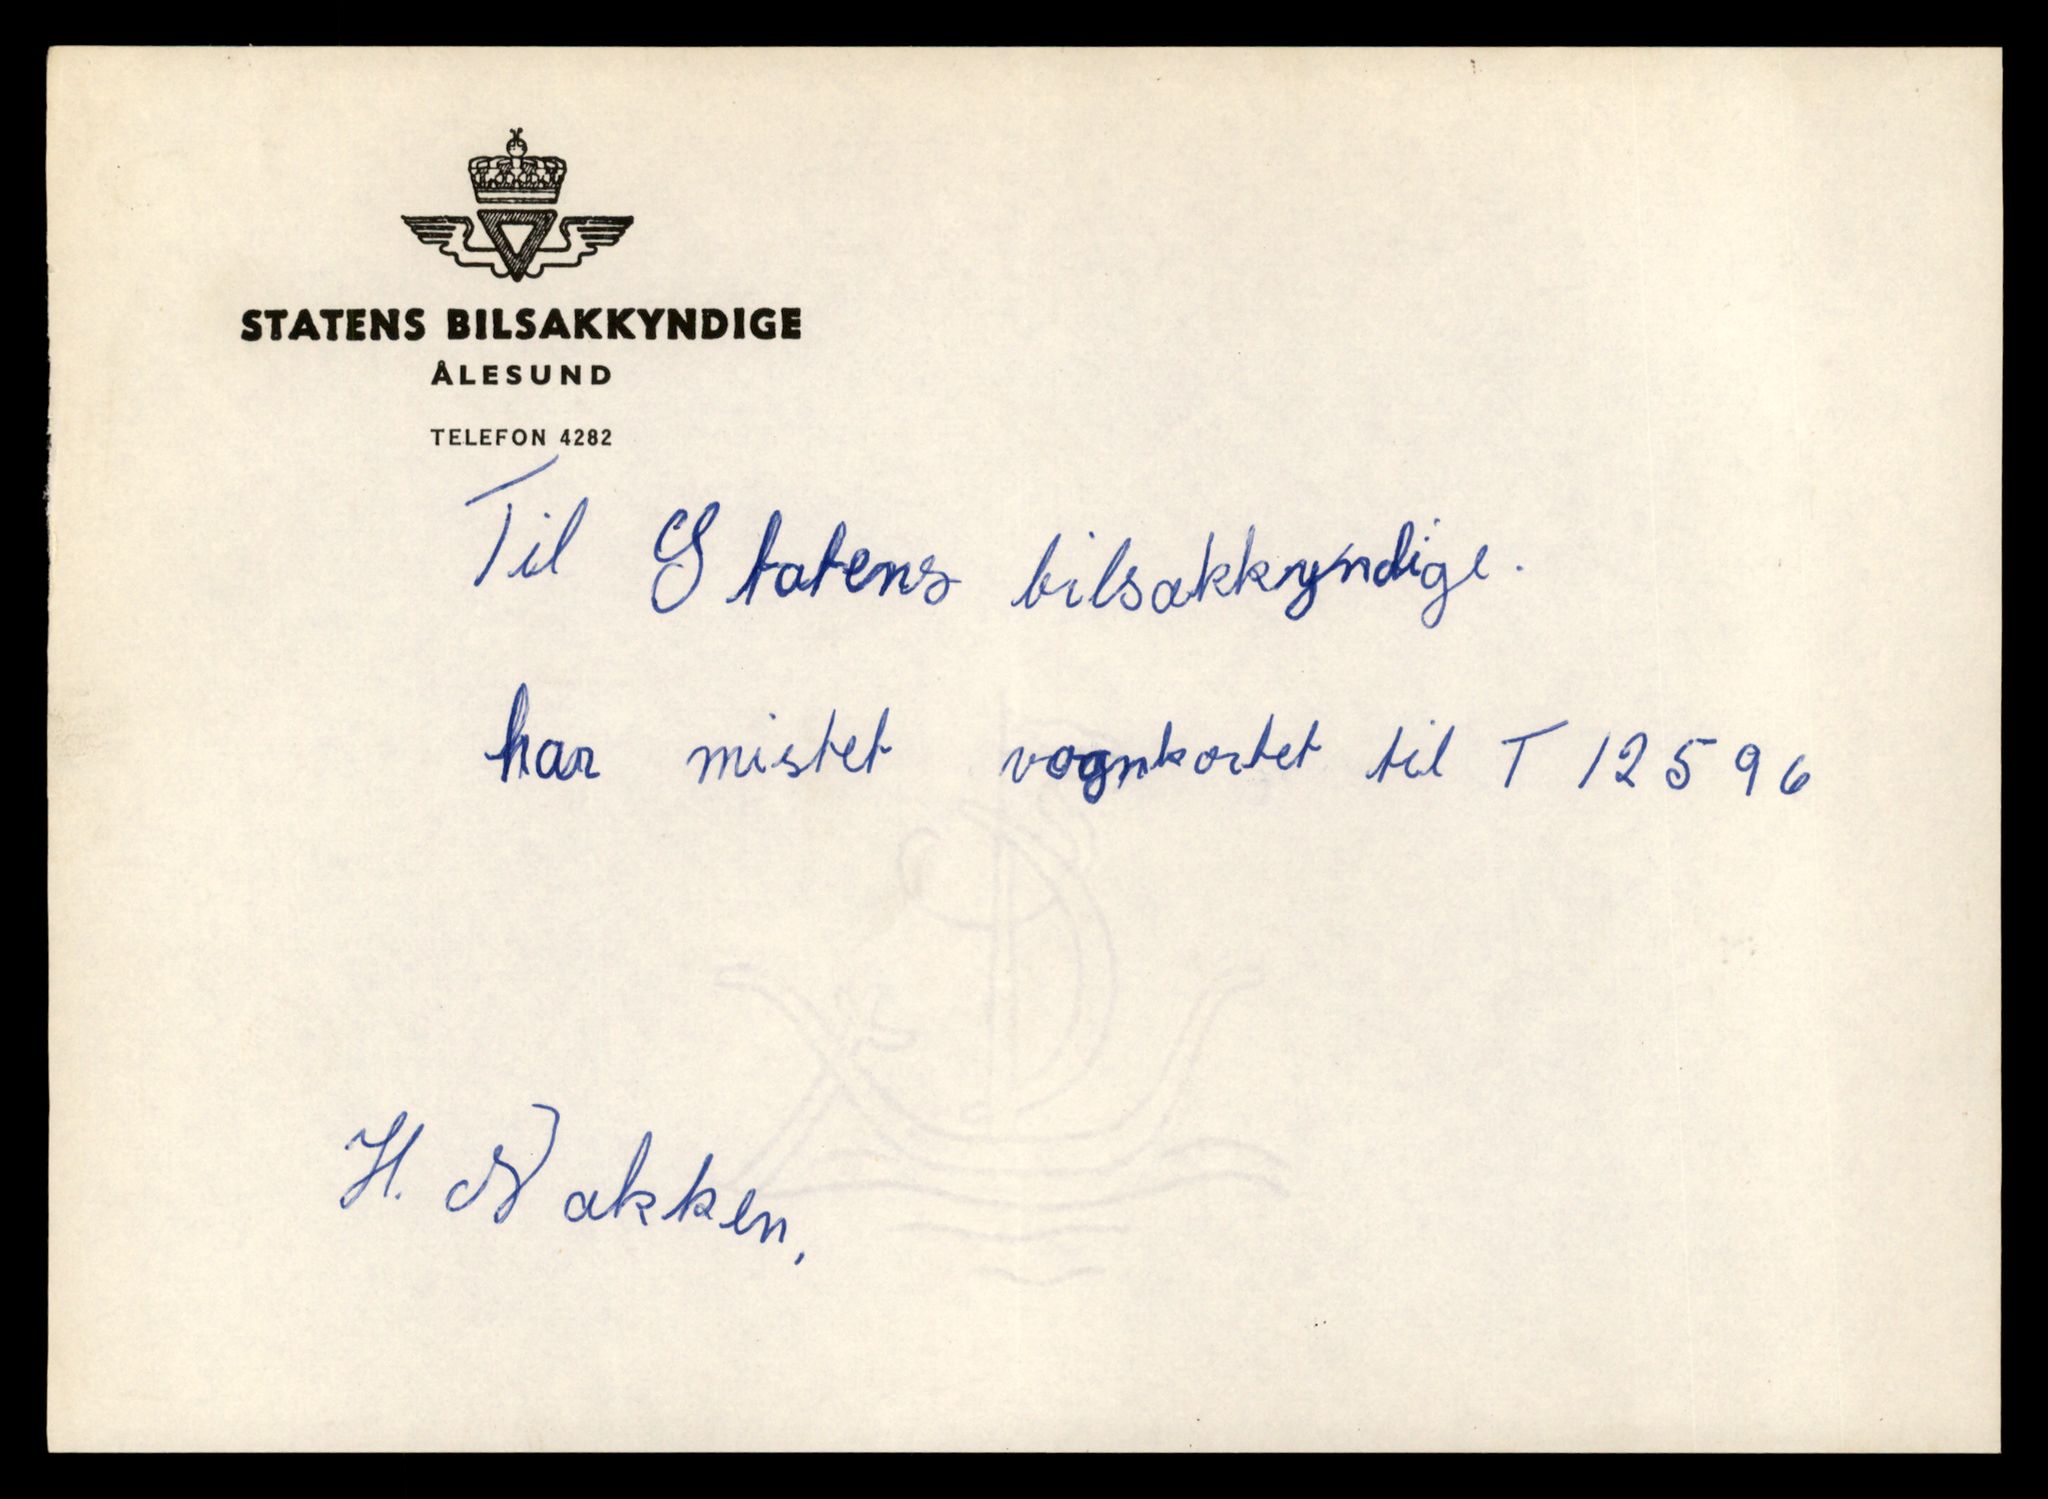 STATENS BILSAKKYNDIGE
ÅLESUND
TELEFON 4282
Til Statens bilsakkyndige.
har mistet vognkortet til T 12596
H. Nakken.